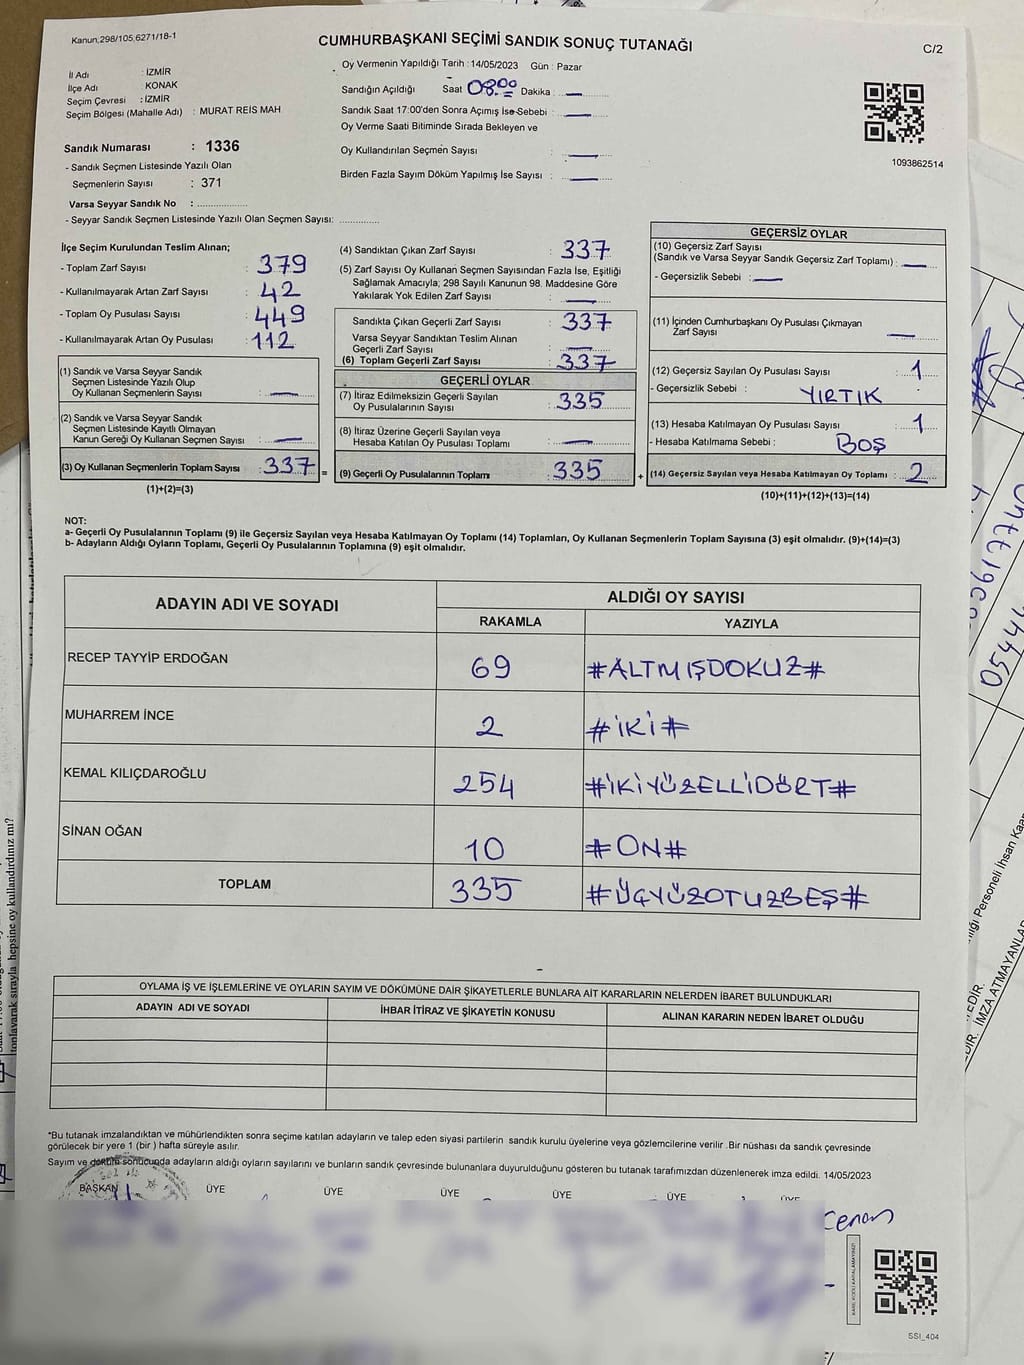 Kanun;298/105,6271/18-1
CUMHURBAŞKANI SEÇİMİ SANDIK SONUÇ TUTANAĞI
C/2
İl Adı : İZMİR
İlçe Adı : KONAK
Seçim Çevresi : İZMİR
Seçim Bölgesi (Mahalle Adı) : MURAT REIS MAH
Sandık Numarası : 1336
- Sandık Seçmen Listesinde Yazılı Olan
Seçmenlerin Sayısı : 371
Varsa Seyyar Sandık No :
- Seyyar Sandık Seçmen Listesinde Yazılı Olan Seçmen Sayısı:
Oy Vermenin Yapıldığı Tarih : 14/05/2023 Gün : Pazar
Sandığın Açıldığı Saat 08.00 Dakika : —
Sandık Saat 17:00'den Sonra Açımış İse Sebebi : —
Oy Verme Saati Bitiminde Sırada Bekleyen ve
Oy Kullandırılan Seçmen Sayısı : —
Birden Fazla Sayım Döküm Yapılmış İse Sayısı : —
1093862514
İlçe Seçim Kurulundan Teslim Alınan;
- Toplam Zarf Sayısı : 379
- Kullanılmayarak Artan Zarf Sayısı : 42
- Toplam Oy Pusulası Sayısı : 449
- Kullanılmayarak Artan Oy Pusulası : 112
(1) Sandık ve Varsa Seyyar Sandık
Seçmen Listesinde Yazılı Olup
Oy Kullanan Seçmenlerin Sayısı : —
(2) Sandık ve Varsa Seyyar Sandık
Seçmen Listesinde Kayıtlı Olmayan
Kanun Gereği Oy Kullanan Seçmen Sayısı : —
(3) Oy Kullanan Seçmenlerin Toplam Sayısı : 337 =
(1)+(2)=(3)
(4) Sandıktan Çıkan Zarf Sayısı : 337
(5) Zarf Sayısı Oy Kullanan Seçmen Sayısından Fazla İse, Eşitliği
Sağlamak Amacıyla, 298 Sayılı Kanunun 98. Maddesine Göre
Yakılarak Yok Edilen Zarf Sayısı : —
Sandıkta Çıkan Geçerli Zarf Sayısı : 337
Varsa Seyyar Sandıktan Teslim Alınan
Geçerli Zarf Sayısı : —
(6) Toplam Geçerli Zarf Sayısı : 337
GEÇERLİ OYLAR
(7) İtiraz Edilmeksizin Geçerli Sayılan
Oy Pusulalarının Sayısı : 335
(8) İtiraz Üzerine Geçerli Sayılan veya
Hesaba Katılan Oy Pusulası Toplamı : —
(9) Geçerli Oy Pusulalarının Toplamı : 335 +
GEÇERSİZ OYLAR
(10) Geçersiz Zarf Sayısı
(Sandık ve Varsa Seyyar Sandık Geçersiz Zarf Toplamı) : —
- Geçersizlik Sebebi : —
(11) İçinden Cumhurbaşkanı Oy Pusulası Çıkmayan
Zarf Sayısı : —
(12) Geçersiz Sayılan Oy Pusulası Sayısı : 1
- Geçersizlik Sebebi : YIRTIK
(13) Hesaba Katılmayan Oy Pusulası Sayısı : 1
- Hesaba Katılmama Sebebi : BOŞ
(14) Geçersiz Sayılan veya Hesaba Katılmayan Oy Toplamı : 2
(10)+(11)+(12)+(13)=(14)
NOT:
a- Geçerli Oy Pusulalarının Toplamı (9) ile Geçersiz Sayılan veya Hesaba Katılmayan Oy Toplamı (14) Toplamları, Oy Kullanan Seçmenlerin Toplam Sayısına (3) eşit olmalıdır. (9)+(14)=(3)
b- Adayların Aldığı Oyların Toplamı, Geçerli Oy Pusulalarının Toplamına (9) eşit olmalıdır.
ADAYIN ADI VE SOYADI
ALDIĞI OY SAYISI
RAKAMLA YAZIYLA
RECEP TAYYİP ERDOĞAN 69 #ALTMIŞDOKUZ#
MUHARREM İNCE 2 #İKİ#
KEMAL KILIÇDAROĞLU 254 #İKİYÜZELLİDÖRT#
SİNAN OĞAN 10 #ON#
TOPLAM 335 #ÜÇYÜZOTUZBEŞ#
OYLAMA İŞ VE İŞLEMLERİNE VE OYLARIN SAYIM VE DÖKÜMÜNE DAİR ŞİKAYETLERLE BUNLARA AİT KARARLARIN NELERDEN İBARET BULUNDUKLARI
ADAYIN ADI VE SOYADI İHBAR İTİRAZ VE ŞİKAYETİN KONUSU ALINAN KARARIN NEDEN İBARET OLDUĞU
*Bu tutanak imzalandıktan ve mühürlendikten sonra seçime katılan adayların ve talep eden siyasi partilerin sandık kurulu üyelerine veya gözlemcilerine verilir .Bir nüshası da sandık çevresinde
görülecek bir yere 1 (bir ) hafta süreyle asılır.
Sayım ve döküm sonucunda adayların aldığı oyların sayılarını ve bunların sandık çevresinde bulunanlara duyurulduğunu gösteren bu tutanak tarafımızdan düzenlenerek imza edildi. 14/05/2023
BAŞKAN ÜYE ÜYE ÜYE ÜYE ÜYE ÜYE
SSI_404
toplayarak sırayla hepsine oy kullandırdınız mı?
Personeli İhsan
İMZA ATMAYANLAR